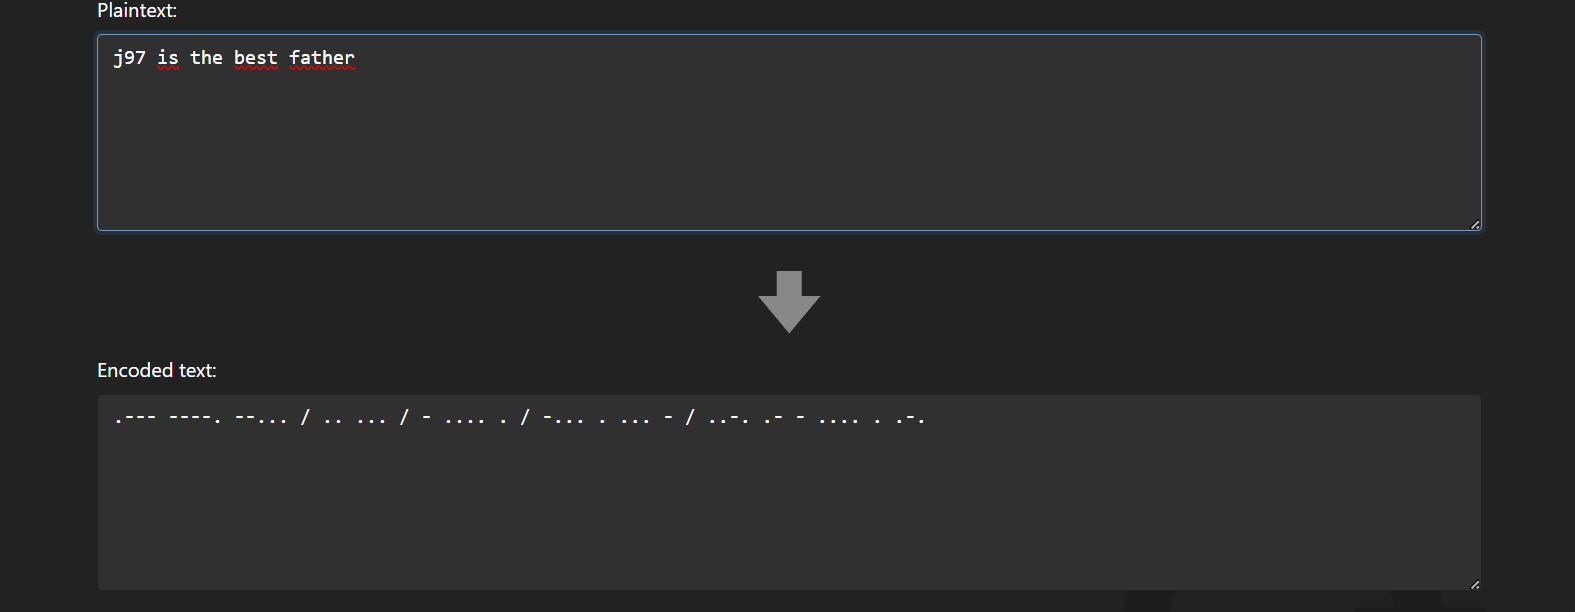 Plaintext:
j97 is the best father
Encoded text:
.--- ----. --... / .. ... / - .... . / -... . ... - / ..-. .- - .... . .-.